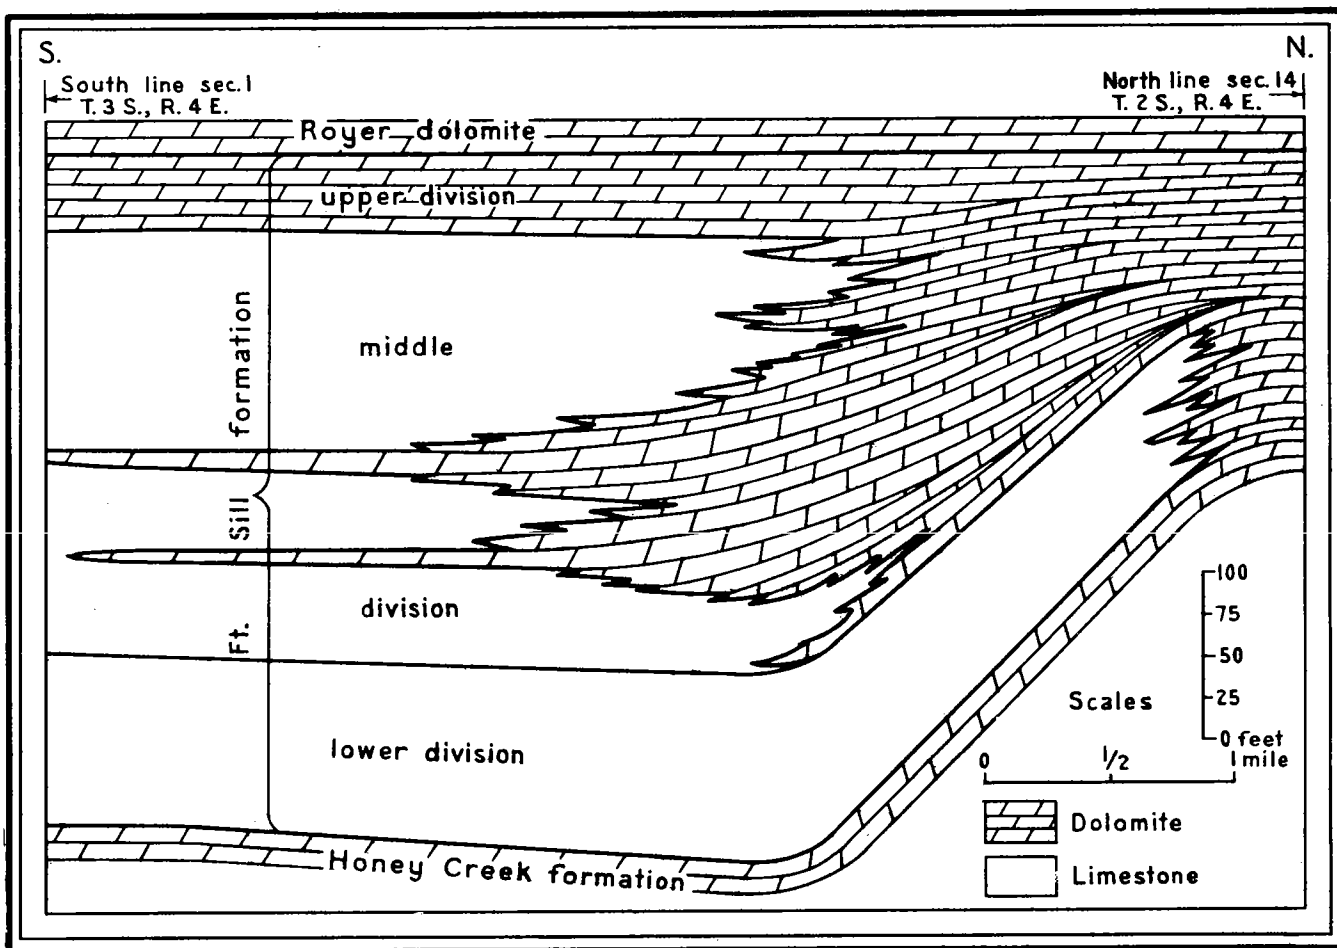 S.
N.
South line sec. 1
T. 3 S., R. 4 E.
North line sec. 14
T. 2 S., R. 4 E.
Royer dolomite
upper division
middle
division
lower division
Ft. Sill formation
Honey Creek formation
100
75
50
25
0 feet
Scales
0 1/2 1 mile
Dolomite
Limestone